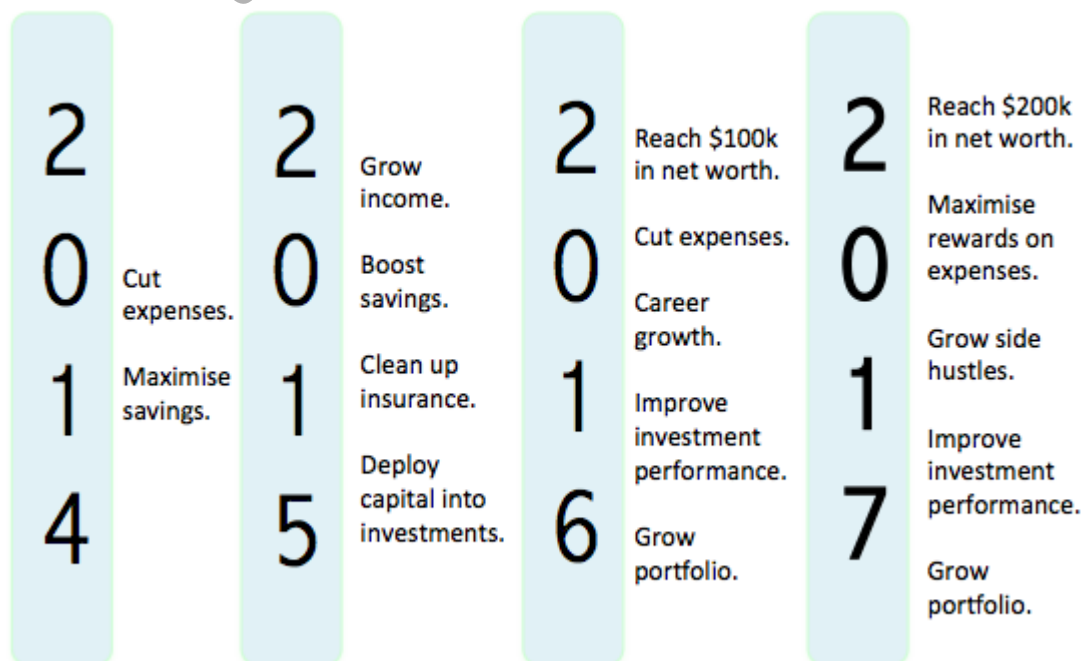 2
0
1
4
Cut
expenses.
Maximise
savings.
2
0
1
5
Grow
income.
Boost
savings.
Clean up
insurance.
Deploy
capital into
investments.
2
0
1
6
Reach $100k
in net worth.
Cut expenses.
Career
growth.
Improve
investment
performance.
Grow
portfolio.
2
0
1
7
Reach $200k
in net worth.
Maximise
rewards on
expenses.
Grow side
hustles.
Improve
investment
performance.
Grow
portfolio.